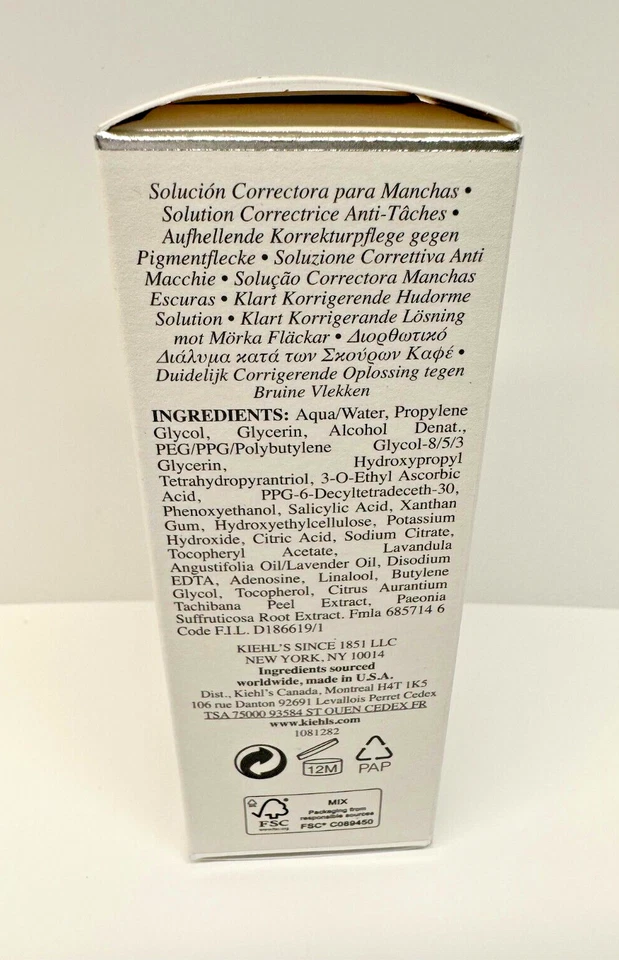 Solución Correctora para Manchas •
Solution Correctrice Anti-Tâches •
Aufhellende Korrekturpflege gegen
Pigmentflecke • Soluzione Correttiva Anti
Macchie • Solução Correctora Manchas
Escuras • Klart Korrigerende Hudorme
Solution • Klart Korrigerande Lösning
mot Mörka Fläckar • Διορθωτικό
Διάλυμα κατά των Σκούρων Καφέ •
Duidelijk Corrigerende Oplossing tegen
Bruine Vlekken
INGREDIENTS: Aqua/Water, Propylene
Glycol, Glycerin, Alcohol Denat.,
PEG/PPG/Polybutylene Glycol-8/5/3
Glycerin, Hydroxypropyl
Tetrahydropyrantriol, 3-O-Ethyl Ascorbic
Acid, PPG-6-Decyltetradeceth-30,
Phenoxyethanol, Salicylic Acid, Xanthan
Gum, Hydroxyethylcellulose, Potassium
Hydroxide, Citric Acid, Sodium Citrate,
Tocopheryl Acetate, Lavandula
Angustifolia Oil/Lavender Oil, Disodium
EDTA, Adenosine, Linalool, Butylene
Glycol, Tocopherol, Citrus Aurantium
Tachibana Peel Extract, Paeonia
Suffruticosa Root Extract. Fmla 685714 6
Code F.I.L. D186619/1
KIEHL'S SINCE 1851 LLC
NEW YORK, NY 10014
Ingredients sourced
worldwide, made in U.S.A.
Dist., Kiehl's Canada, Montreal H4T 1K5
106 rue Danton 92691 Levallois Perret Cedex
TSA 75000 93584 ST OUEN CEDEX FR
www.kiehls.com
1081282
12M
PAP
FSC
www.fsc.org
MIX
Packaging from
responsible sources
FSC® C089450